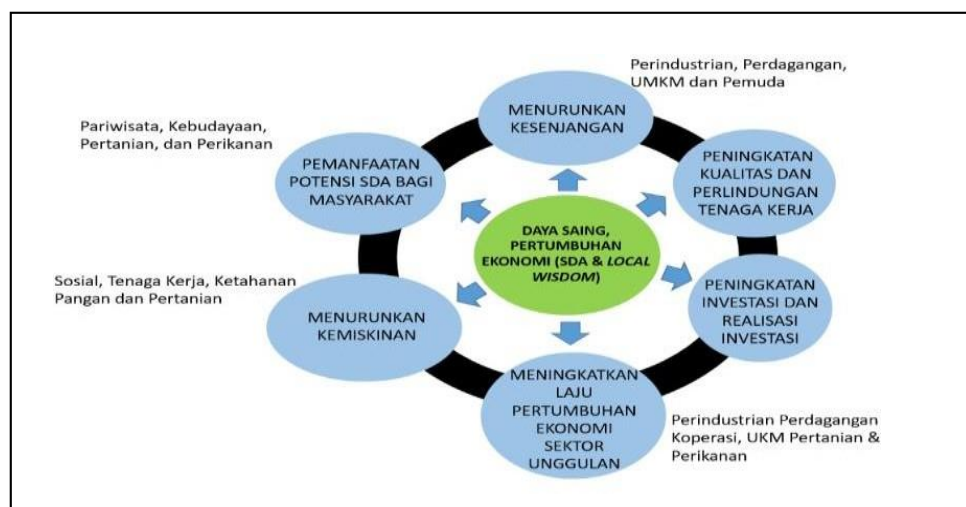 Perindustrian, Perdagangan,
UMKM dan Pemuda
MENURUNKAN
KESENJANGAN
Pariwisata, Kebudayaan,
Pertanian, dan Perikanan
PEMANFAATAN
POTENSI SDA BAGI
MASYARAKAT
PENINGKATAN
KUALITAS DAN
PERLINDUNGAN
TENAGA KERJA
DAYA SAING,
PERTUMBUHAN
EKONOMI (SDA & LOCAL
WISDOM)
Sosial, Tenaga Kerja, Ketahanan
Pangan dan Pertanian
MENURUNKAN
KEMISKINAN
PENINGKATAN
INVESTASI DAN
REALISASI
INVESTASI
MENINGKATKAN
LAJU
PERTUMBUHAN
EKONOMI
SEKTOR
UNGGULAN
Perindustrian Perdagangan
Koperasi, UKM Pertanian &
Perikanan